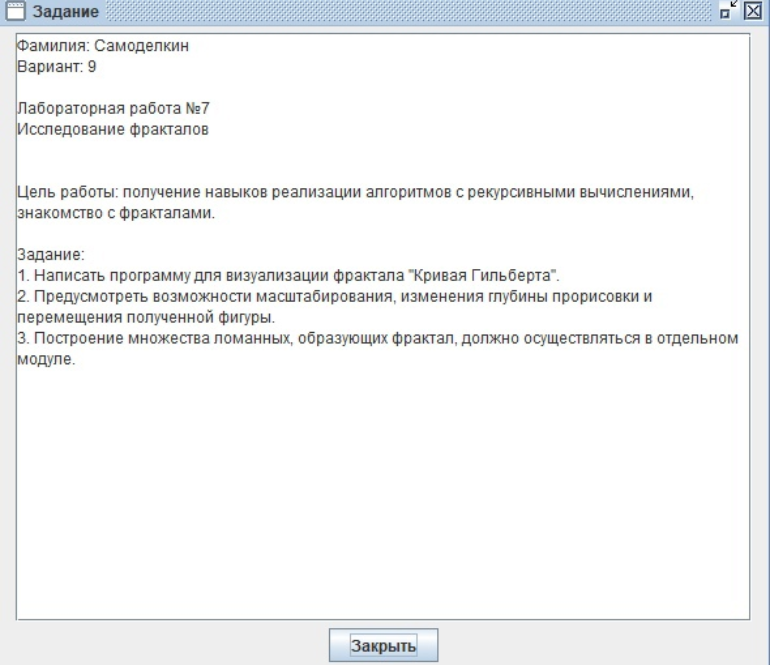 Задание
Фамилия: Самоделкин
Вариант: 9
Лабораторная работа №7
Исследование фракталов
Цель работы: получение навыков реализации алгоритмов с рекурсивными вычислениями,
знакомство с фракталами.
Задание:
1. Написать программу для визуализации фрактала "Кривая Гильберта".
2. Предусмотреть возможности масштабирования, изменения глубины прорисовки и
перемещения полученной фигуры.
3. Построение множества ломанных, образующих фрактал, должно осуществляться в отдельном
модуле.
Закрыть